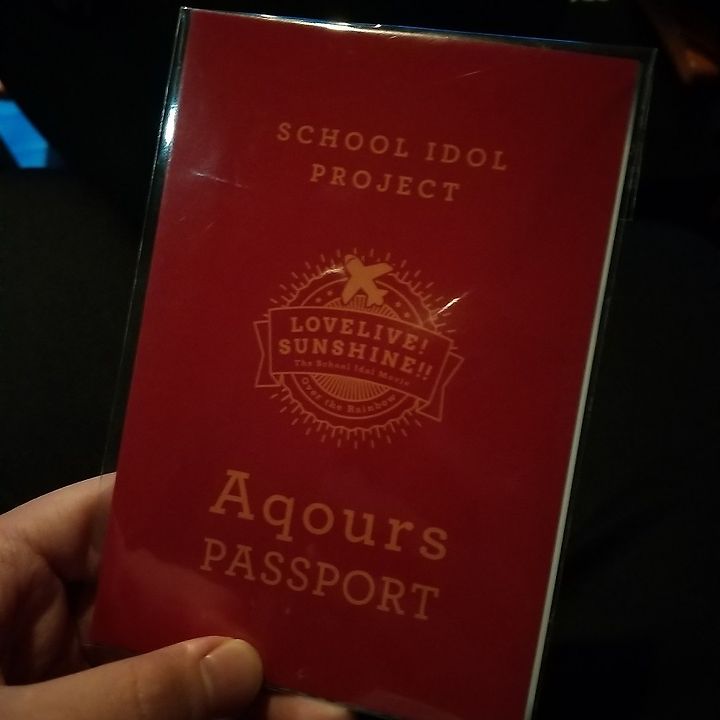 SCHOOL IDOL
PROJECT
LOVELIVE!
SUNSHINE!!
The School Idol Movie
Over the Rainbow
Aqours
PASSPORT